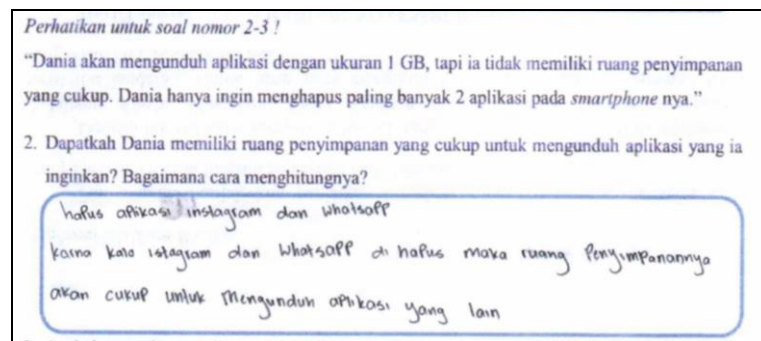 Perhatikan untuk soal nomor 2-3 !
“Dania akan mengunduh aplikasi dengan ukuran 1 GB, tapi ia tidak memiliki ruang penyimpanan
yang cukup. Dania hanya ingin menghapus paling banyak 2 aplikasi pada smartphone nya.”
2. Dapatkah Dania memiliki ruang penyimpanan yang cukup untuk mengunduh aplikasi yang ia
inginkan? Bagaimana cara menghitungnya?
hapus aplikasi instagram dan whatsapp
karna kalo istagram dan whatsapp di hapus maka ruang Penyimpanannya
akan cukup untuk Mengunduh aplikasi yang lain